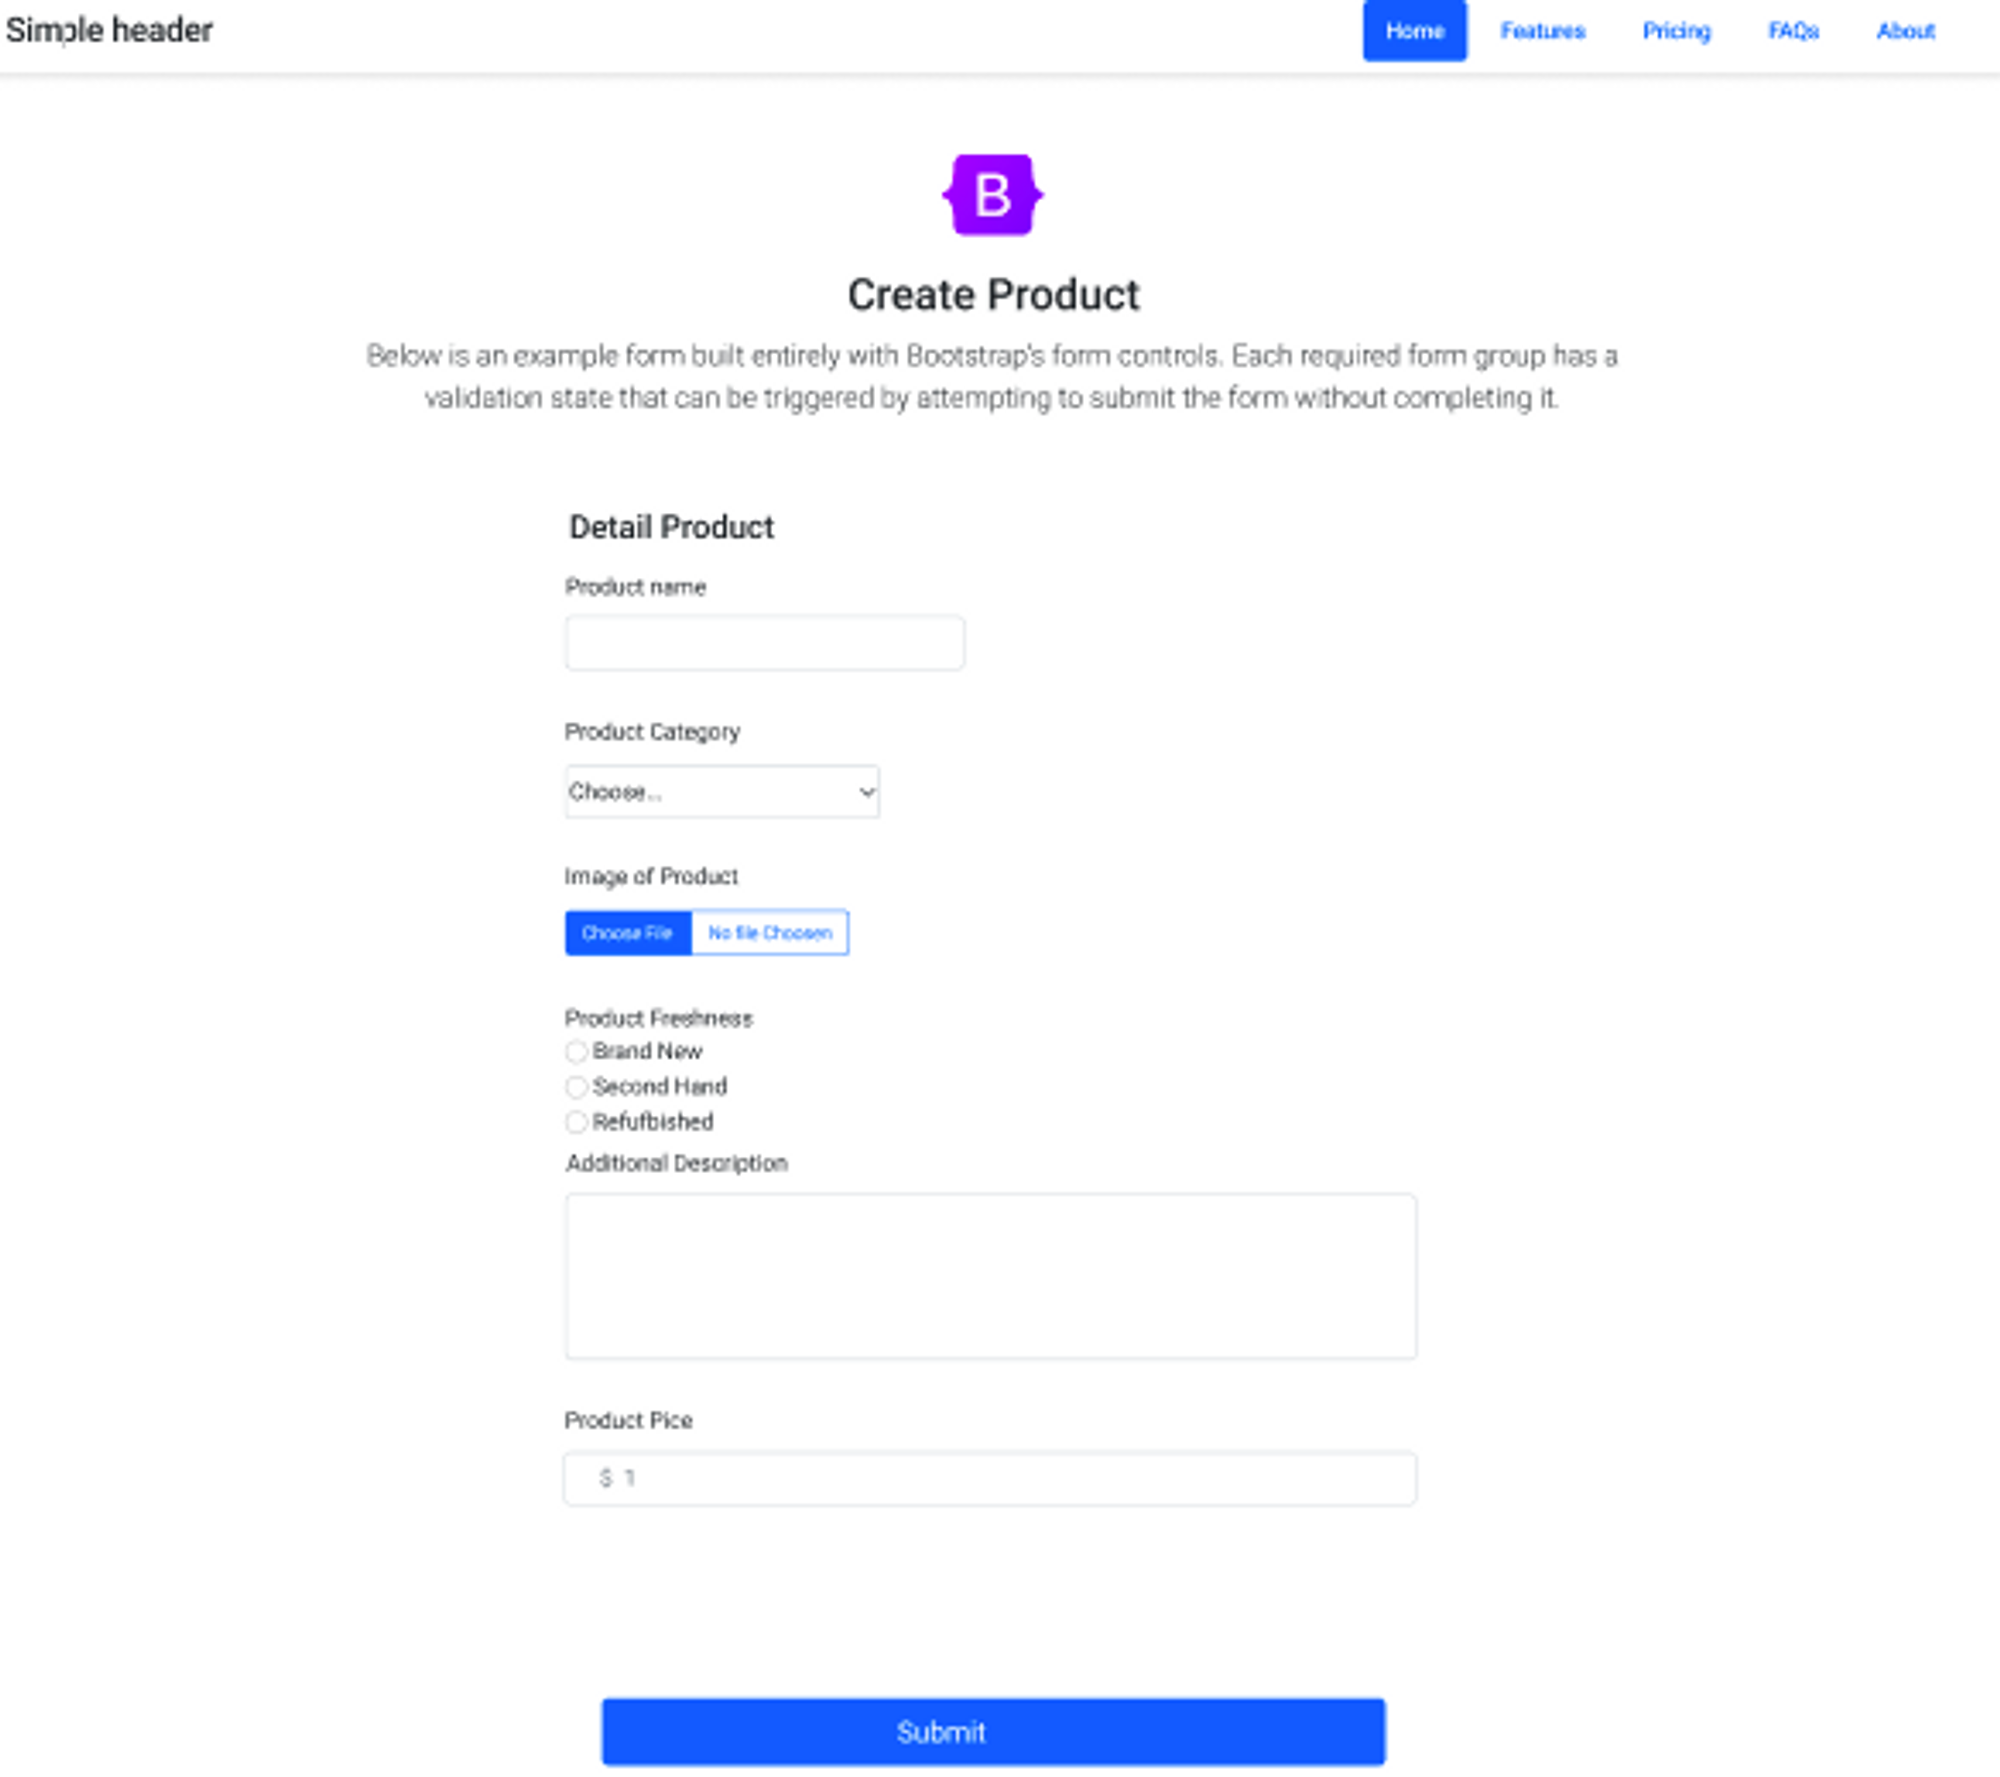 Simple header
Home Features Pricing FAQs About
B
Create Product
Below is an example form built entirely with Bootstrap's form controls. Each required form group has a
validation state that can be triggered by attempting to submit the form without completing it.
Detail Product
Product name
Product Category
Choose...
Image of Product
Choose File No file Choosen
Product Freshness
Brand New
Second Hand
Refufbished
Additional Description
Product Pice
$ 1
Submit